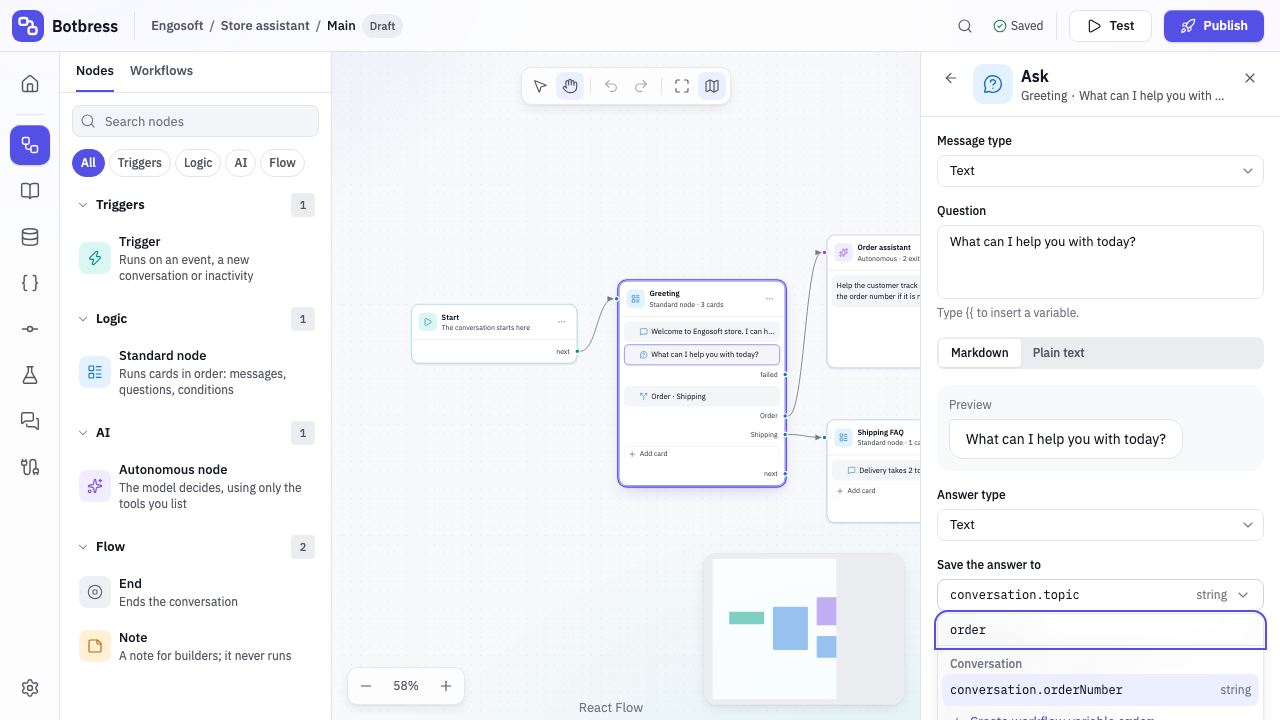 Botbress
Engosoft / Store assistant / Main Draft
Saved
Test
Publish
Nodes Workflows
Search nodes
All Triggers Logic AI Flow
Triggers 1
Trigger
Runs on an event, a new
conversation or inactivity
Logic 1
Standard node
Runs cards in order: messages,
questions, conditions
AI 1
Autonomous node
The model decides, using only the
tools you list
Flow 2
End
Ends the conversation
Note
A note for builders; it never runs
Start
The conversation starts here
next
Greeting
Standard node · 3 cards
Welcome to Engosoft store. I can h...
What can I help you with today?
failed
Order · Shipping
Order
Shipping
Add card
next
Order assistant
Autonomous · 2 exit
Help the customer track
the order number if it is n
Shipping FAQ
Standard node · 1 ca
Delivery takes 2 to
Add card
58%
React Flow
Ask
Greeting · What can I help you with ...
Message type
Text
Question
What can I help you with today?
Type {{ to insert a variable.
Markdown Plain text
Preview
What can I help you with today?
Answer type
Text
Save the answer to
conversation.topic string
order
Conversation
conversation.orderNumber string
Create workflow variable order